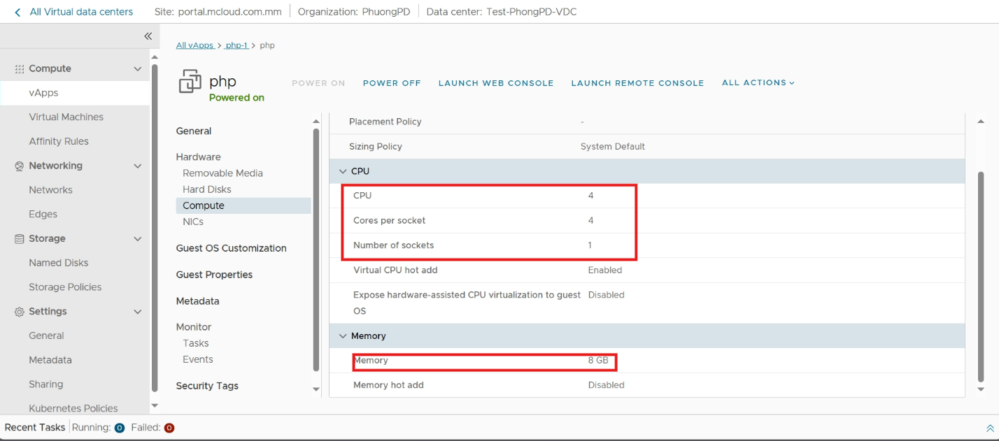 All Virtual data centers Site: portal.mcloud.com.mm Organization: PhuongPD Data center: Test-PhongPD-VDC
Compute
vApps
Virtual Machines
Affinity Rules
Networking
Networks
Edges
Storage
Named Disks
Storage Policies
Settings
General
Metadata
Sharing
Kubernetes Policies
All vApps > php-1 > php
php
Powered on
POWER ON POWER OFF LAUNCH WEB CONSOLE LAUNCH REMOTE CONSOLE ALL ACTIONS
General
Hardware
Removable Media
Hard Disks
Compute
NICs
Guest OS Customization
Guest Properties
Metadata
Monitor
Tasks
Events
Security Tags
Placement Policy -
Sizing Policy System Default
CPU
CPU 4
Cores per socket 4
Number of sockets 1
Virtual CPU hot add Enabled
Expose hardware-assisted CPU virtualization to guest Disabled
OS
Memory
Memory 8 GB
Memory hot add Disabled
Recent Tasks Running: 0 Failed: 0